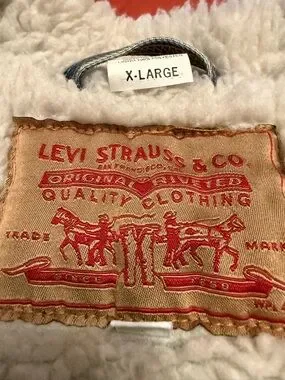 X-LARGE
LEVI STRAUSS & CO.
SAN FRANCISCO, CAL.
ORIGINAL RIVETED
QUALITY CLOTHING
TRADE MARK